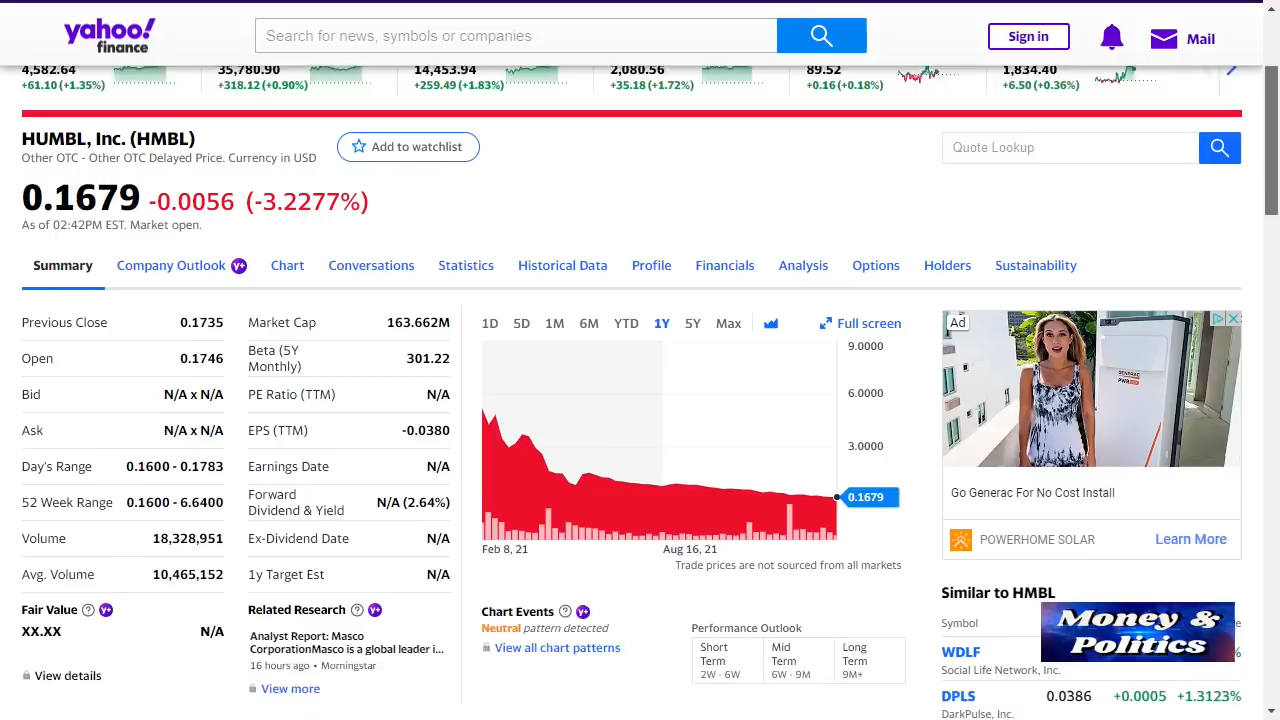 yahoo!
finance
Search for news, symbols or companies
Sign in
Mail
4,582.64
35,780.90
14,453.94
2,080.56
89.52
1,834.40
+61.10 (+1.35%)
+318.12 (+0.90%)
+259.49 (+1.83%)
+35.18 (+1.72%)
+0.16 (+0.18%)
+6.50 (+0.36%)
HUMBL, Inc. (HMBL)
Other OTC - Other OTC Delayed Price. Currency in USD
Add to watchlist
Quote Lookup
0.1679 -0.0056 (-3.2277%)
As of 02:42PM EST. Market open.
Summary
Company Outlook Y+
Chart
Conversations
Statistics
Historical Data
Profile
Financials
Analysis
Options
Holders
Sustainability
Previous Close 0.1735
Open 0.1746
Bid N/A x N/A
Ask N/A x N/A
Day's Range 0.1600 - 0.1783
52 Week Range 0.1600 - 6.6400
Volume 18,328,951
Avg. Volume 10,465,152
Fair Value ? Y+
XX.XX N/A
View details
Market Cap 163.662M
Beta (5Y
Monthly) 301.22
PE Ratio (TTM) N/A
EPS (TTM) -0.0380
Earnings Date N/A
Forward
Dividend & Yield N/A (2.64%)
Ex-Dividend Date N/A
1y Target Est N/A
Related Research ? Y+
Analyst Report: Masco
CorporationMasco is a global leader i...
16 hours ago • Morningstar
View more
1D 5D 1M 6M YTD 1Y 5Y Max
Full screen
9.0000
6.0000
3.0000
0.1679
Feb 8, 21
Aug 16, 21
Trade prices are not sourced from all markets
Chart Events ? Y+
Neutral pattern detected
View all chart patterns
Performance Outlook
Short
Term
2W - 6W
Mid
Term
6W - 9M
Long
Term
9M+
Ad
GENERAC
PWR
Go Generac For No Cost Install
POWERHOME SOLAR
Learn More
Similar to HMBL
Symbol
WDLF
Social Life Network, Inc.
DPLS 0.0386 +0.0005 +1.3123%
DarkPulse, Inc.
Money &
Politics